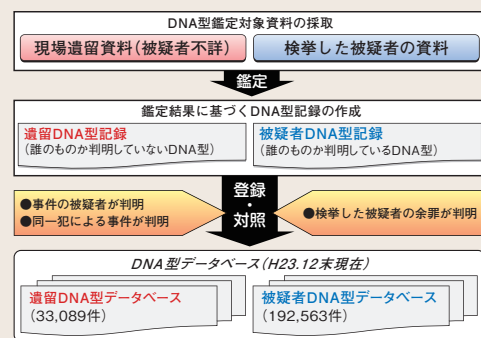 DNA型鑑定対象資料の採取
現場遺留資料(被疑者不詳)
検挙した被疑者の資料
鑑定
鑑定結果に基づくDNA型記録の作成
遺留DNA型記録
(誰のものか判明していないDNA型)
被疑者DNA型記録
(誰のものか判明しているDNA型)
登録
・
対照
●事件の被疑者が判明
●同一犯による事件が判明
●検挙した被疑者の余罪が判明
DNA型データベース(H23.12末現在)
遺留DNA型データベース
(33,089件)
被疑者DNA型データベース
(192,563件)